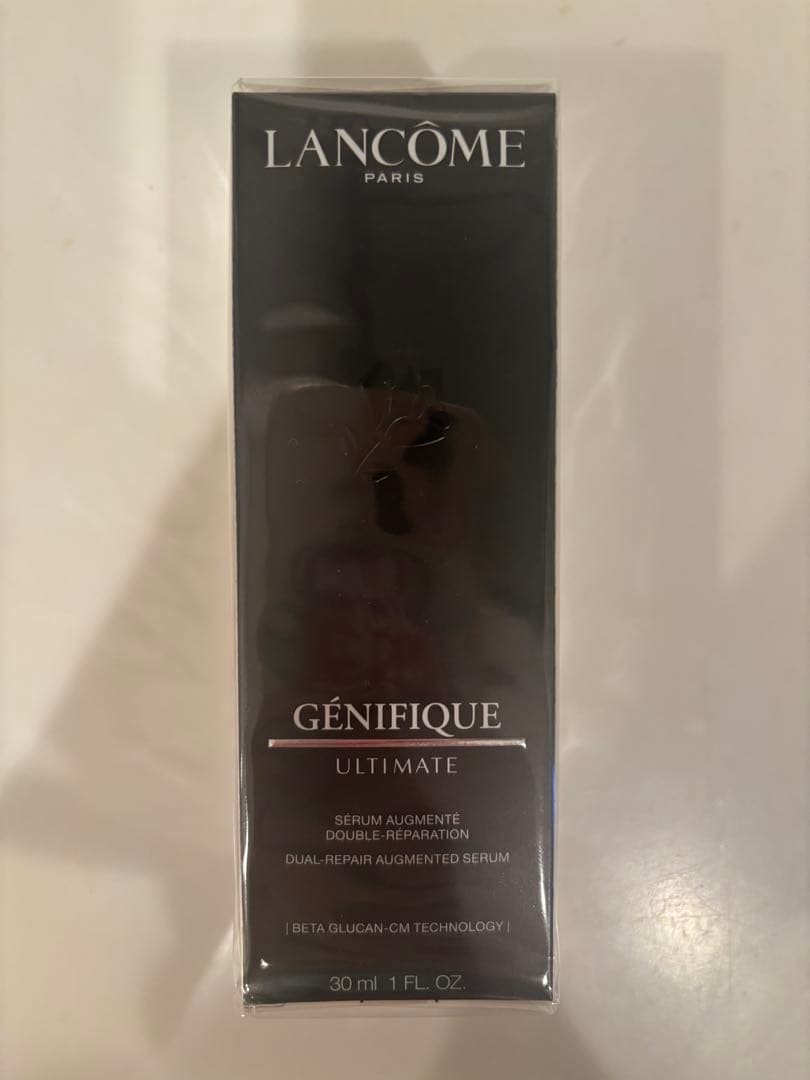 LANCÔME
PARIS
GÉNIFIQUE
ULTIMATE
SÉRUM AUGMENTÉ
DOUBLE-RÉPARATION
DUAL-REPAIR AUGMENTED SERUM
| BETA GLUCAN-CM TECHNOLOGY |
30 ml 1 FL. OZ.